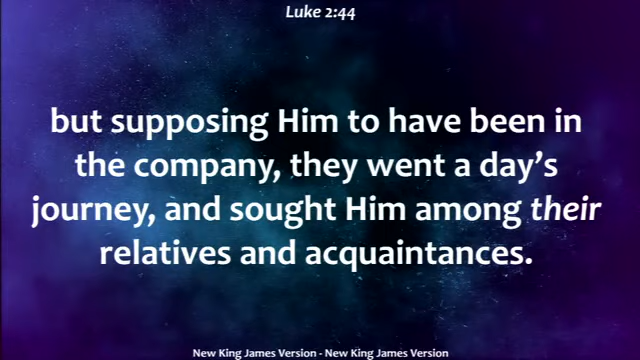 Luke 2:44
but supposing Him to have been in
the company, they went a day’s
journey, and sought Him among their
relatives and acquaintances.
New King James Version - New King James Version